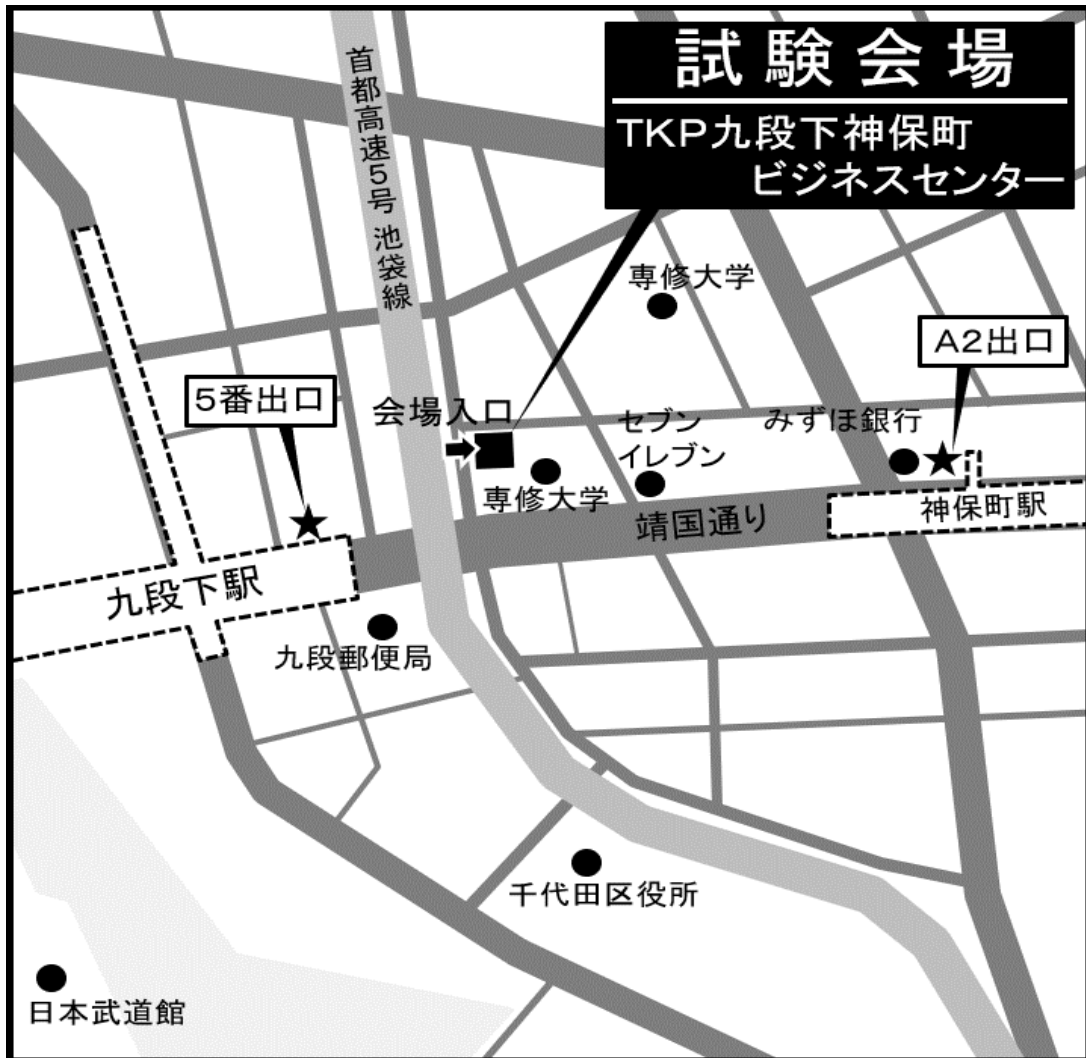 試験会場
TKP九段下神保町
ビジネスセンター
首都高速5号 池袋線
専修大学
A2出口
5番出口
会場入口
セブン
イレブン
みずほ銀行
専修大学
靖国通り
神保町駅
九段下駅
九段郵便局
千代田区役所
日本武道館